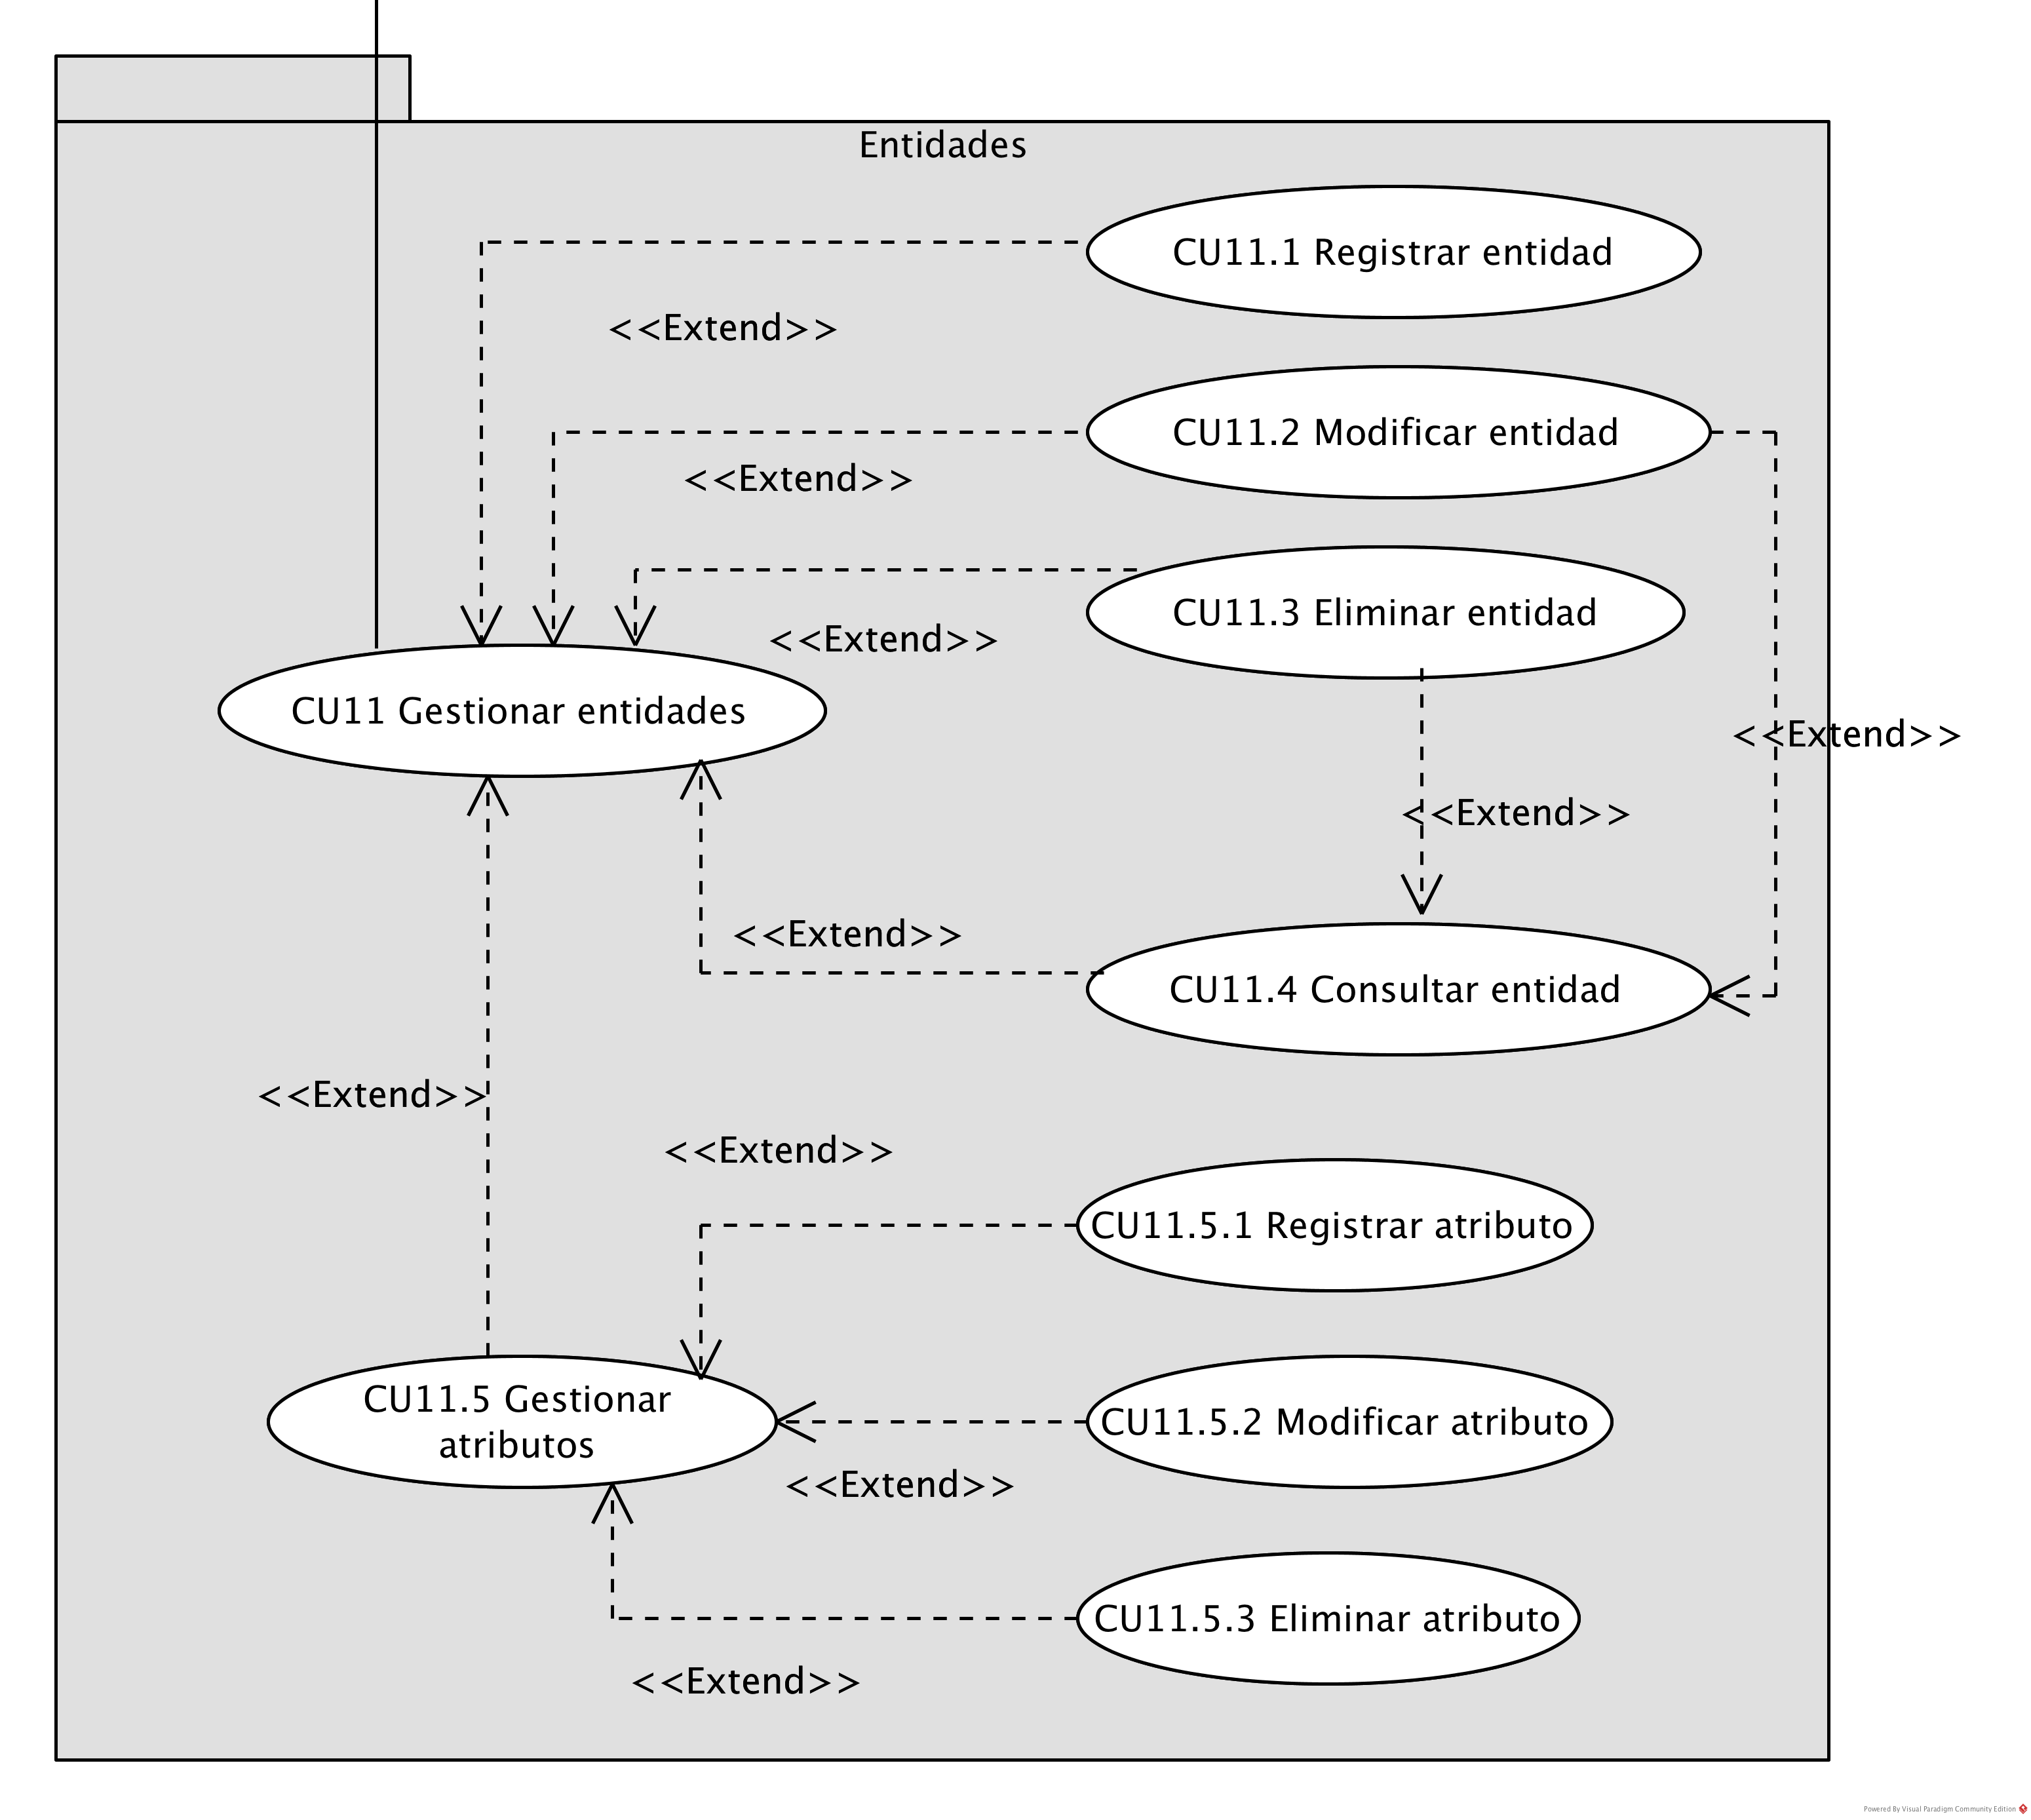 Entidades
CU11.1 Registrar entidad
<<Extend>>
CU11.2 Modificar entidad
<<Extend>>
CU11.3 Eliminar entidad
<<Extend>>
CU11 Gestionar entidades
<<Extend>>
<<Extend>>
<<Extend>>
CU11.4 Consultar entidad
<<Extend>>
<<Extend>>
CU11.5.1 Registrar atributo
CU11.5 Gestionar
atributos
CU11.5.2 Modificar atributo
<<Extend>>
CU11.5.3 Eliminar atributo
<<Extend>>
Powered By Visual Paradigm Community Edition